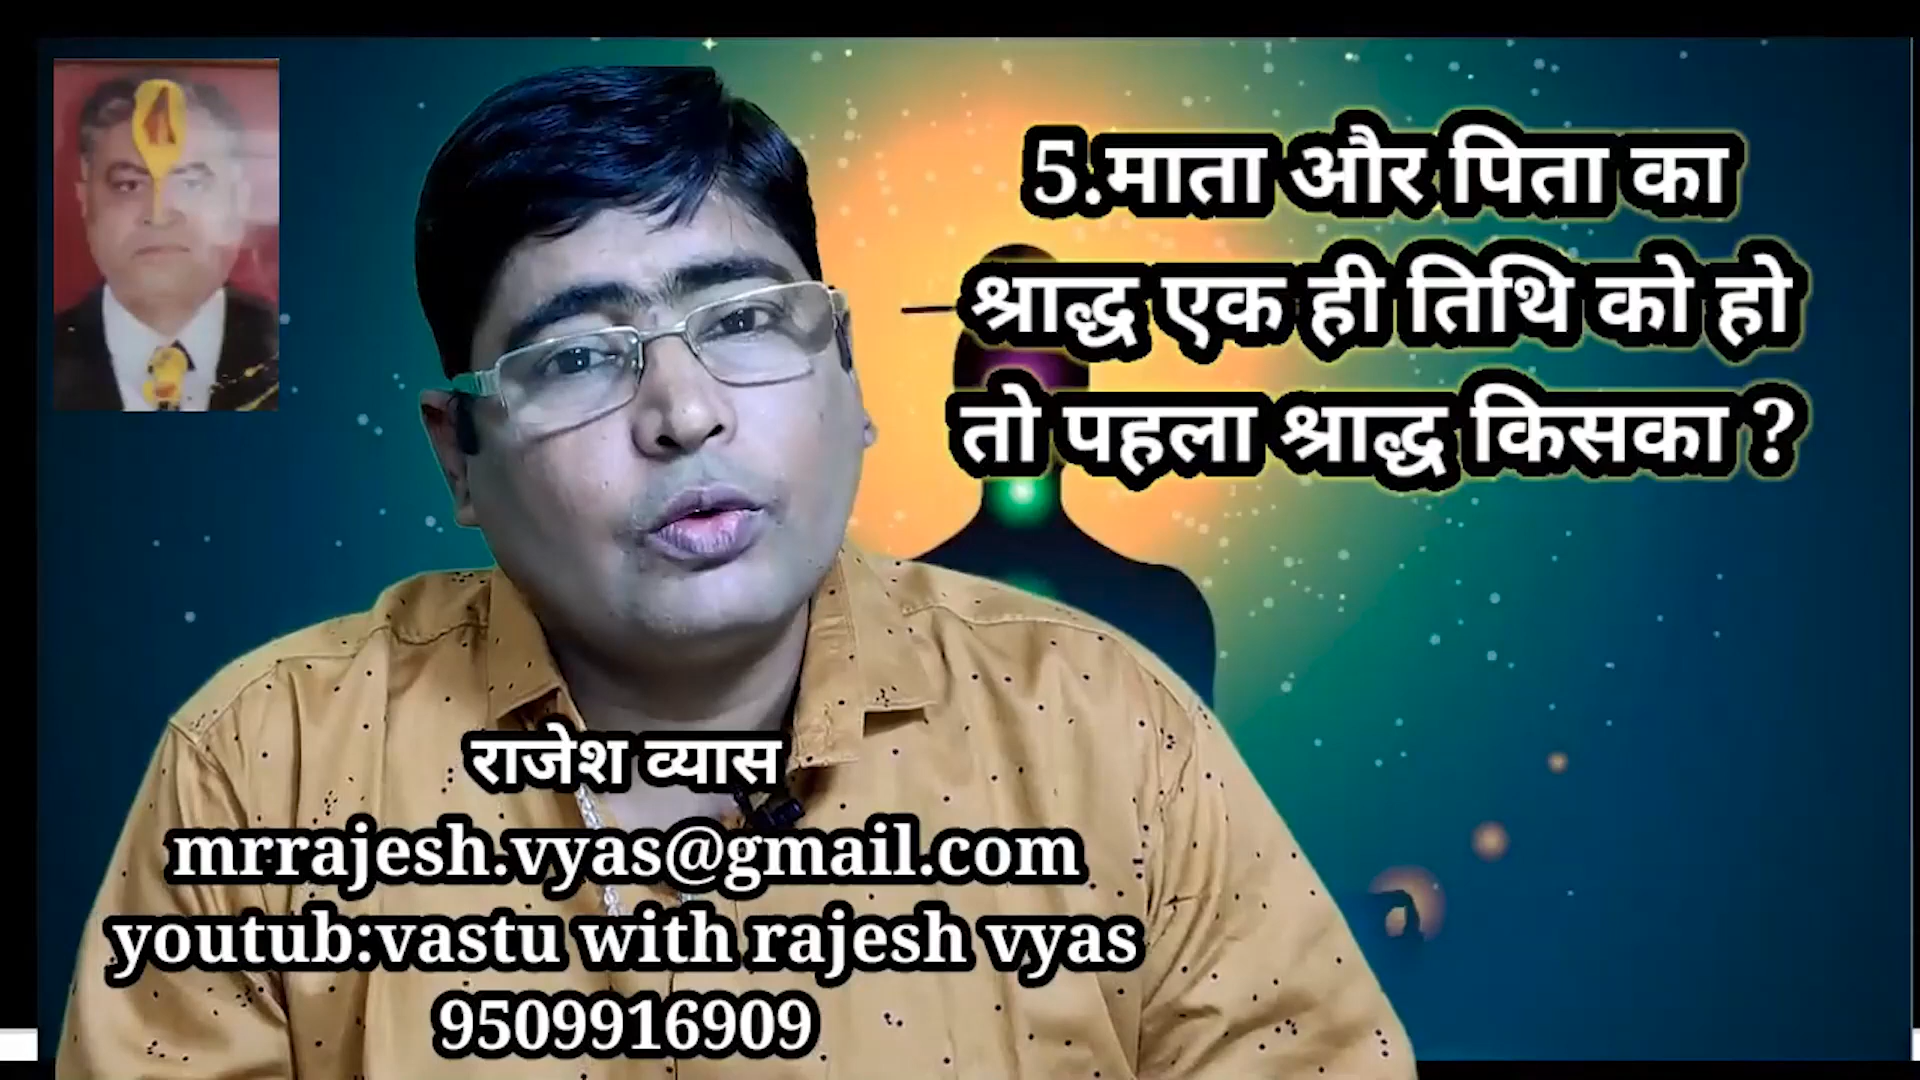 5.माता और पिता का
श्राद्ध एक ही तिथि को हो
तो पहला श्राद्ध किसका ?
राजेश व्यास
mrrajesh.vyas@gmail.com
youtub:vastu with rajesh vyas
9509916909